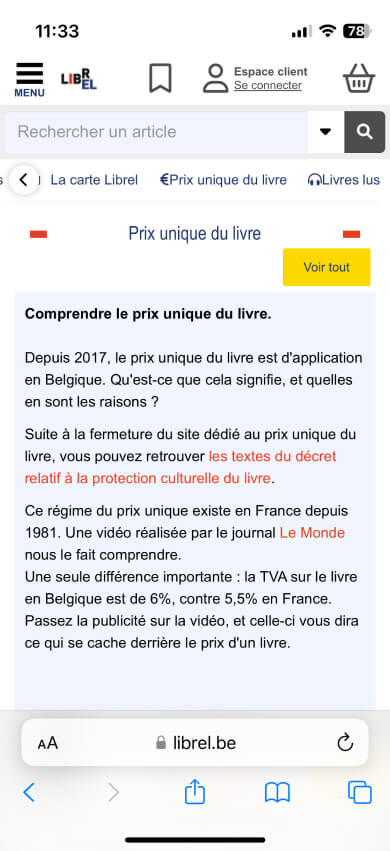 11:33
78
MENU
LIBREL
Espace client
Se connecter
Rechercher un article
s
La carte Librel
€Prix unique du livre
Livres lus
Prix unique du livre
Voir tout
Comprendre le prix unique du livre.
Depuis 2017, le prix unique du livre est d'application
en Belgique. Qu'est-ce que cela signifie, et quelles
en sont les raisons ?
Suite à la fermeture du site dédié au prix unique du
livre, vous pouvez retrouver les textes du décret
relatif à la protection culturelle du livre.
Ce régime du prix unique existe en France depuis
1981. Une vidéo réalisée par le journal Le Monde
nous le fait comprendre.
Une seule différence importante : la TVA sur le livre
en Belgique est de 6%, contre 5,5% en France.
Passez la publicité sur la vidéo, et celle-ci vous dira
ce qui se cache derrière le prix d'un livre.
AA
librel.be